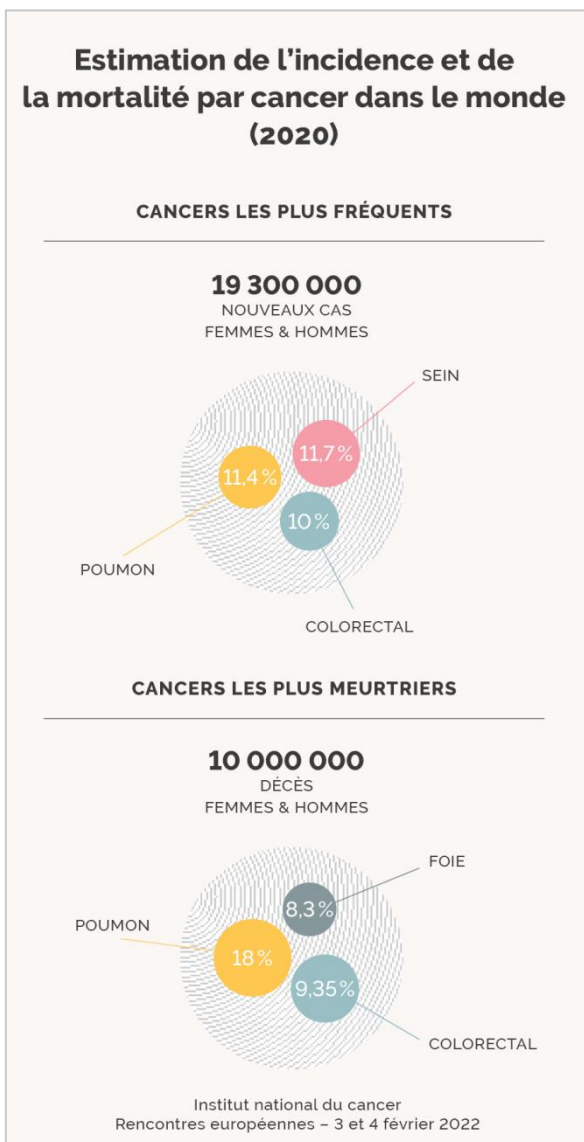 Estimation de l’incidence et de
la mortalité par cancer dans le monde
(2020)
CANCERS LES PLUS FRÉQUENTS
19 300 000
NOUVEAUX CAS
FEMMES & HOMMES
SEIN
11,7 %
11,4 %
10 %
POUMON
COLORECTAL
CANCERS LES PLUS MEURTRIERS
10 000 000
DÉCÈS
FEMMES & HOMMES
FOIE
8,3 %
POUMON
18 %
9,35 %
COLORECTAL
Institut national du cancer
Rencontres européennes – 3 et 4 février 2022